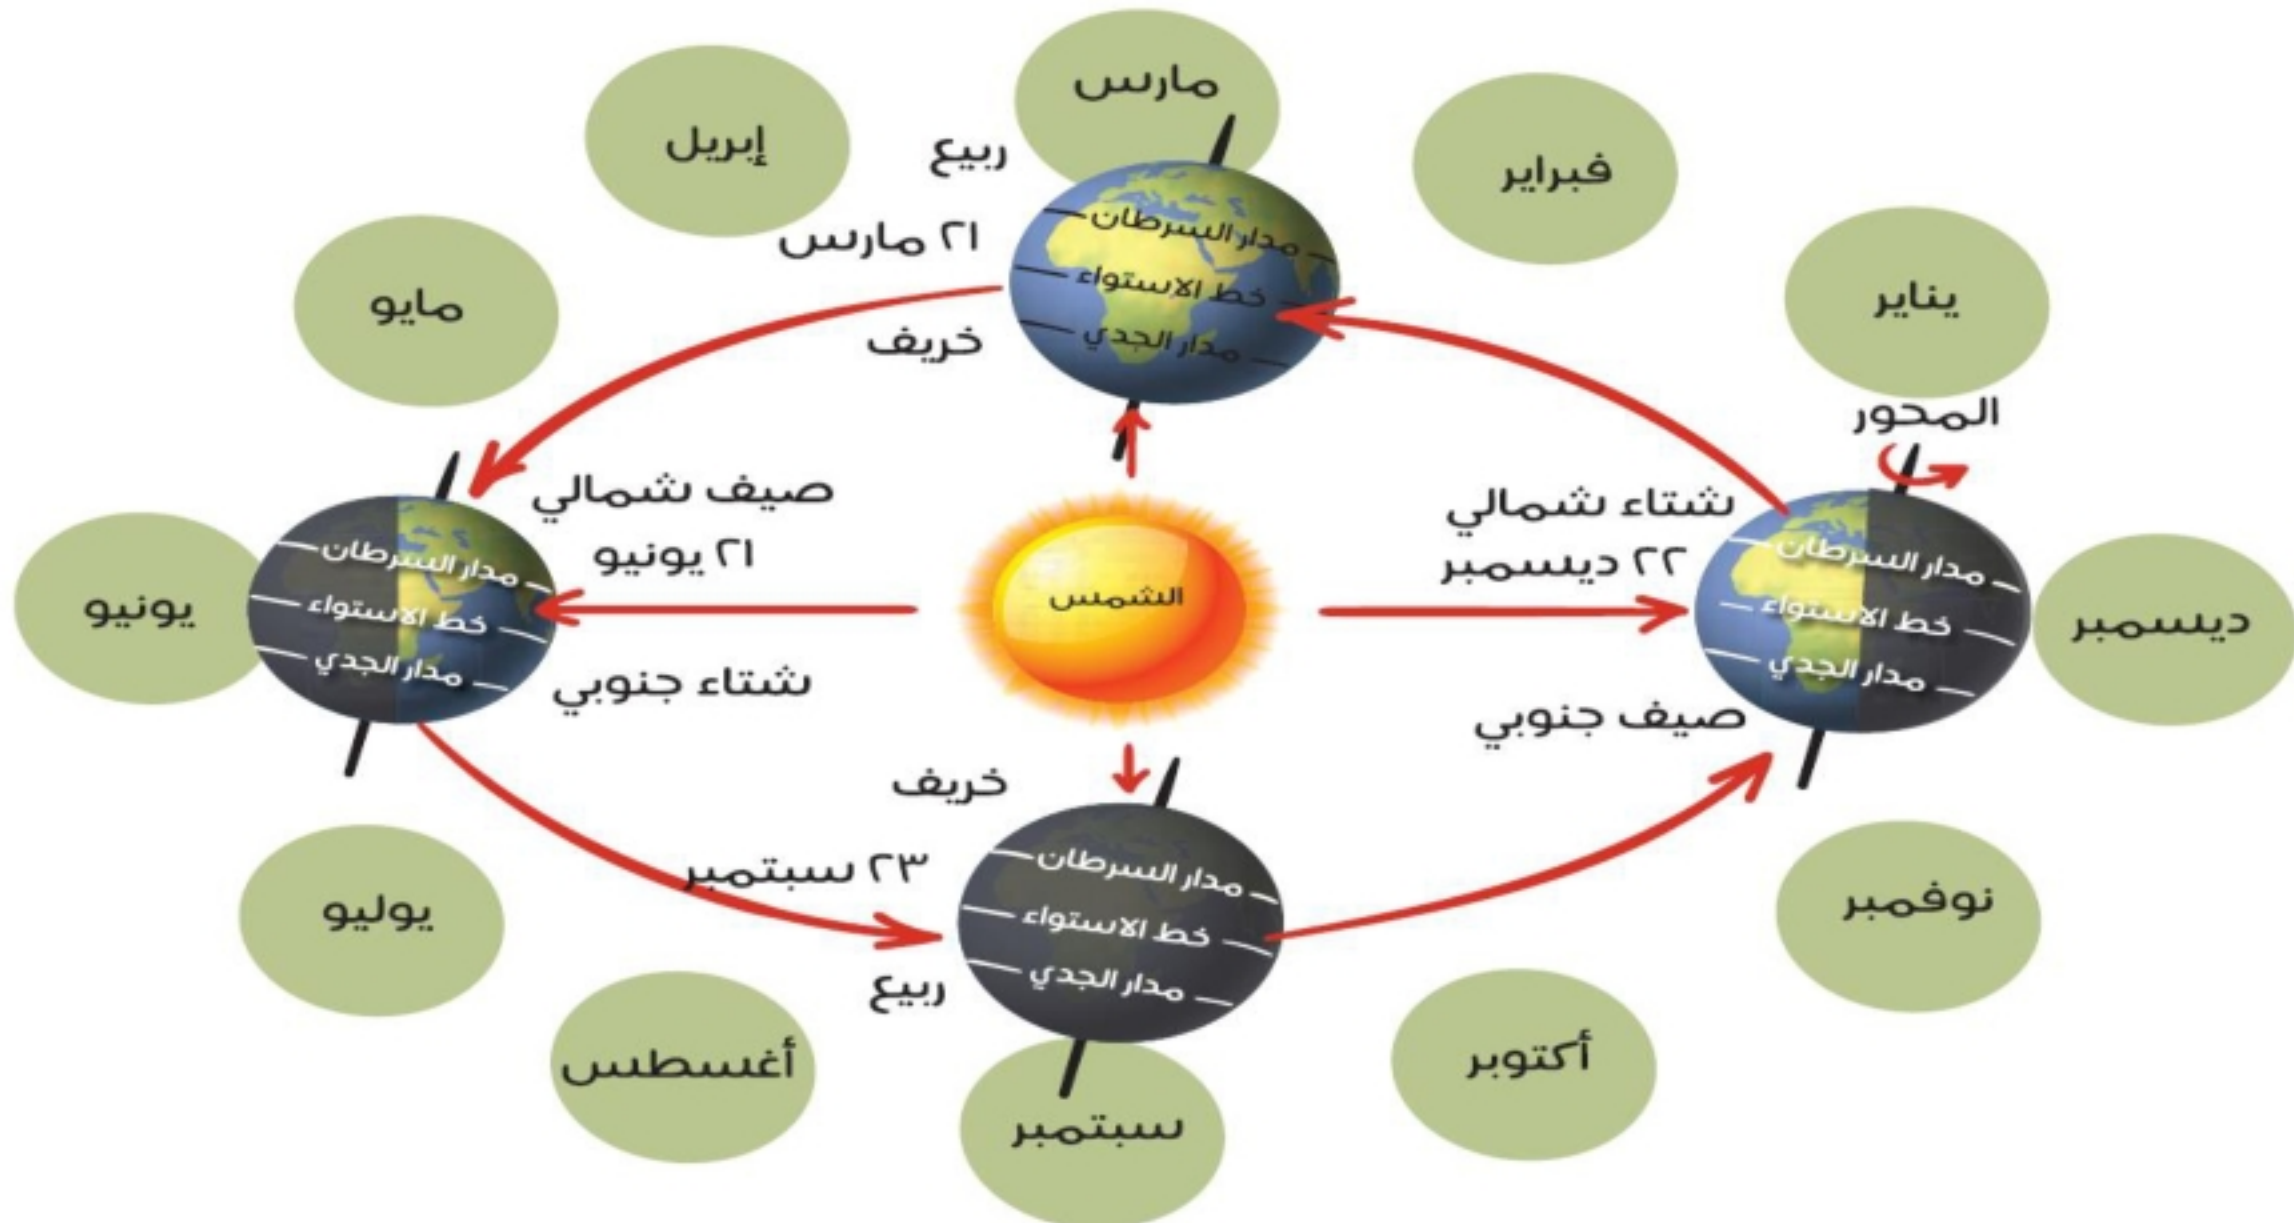 مارس
فبراير
يناير
إبريل
مايو
يونيو
يوليو
أغسطس
سبتمبر
أكتوبر
نوفمبر
ديسمبر
ربيع
٢١ مارس
خريف
مدار السرطان
خط الاستواء
مدار الجدي
المحور
شتاء شمالي
٢٢ ديسمبر
صيف جنوبي
مدار السرطان
خط الاستواء
مدار الجدي
الشمس
صيف شمالي
٢١ يونيو
شتاء جنوبي
مدار السرطان
خط الاستواء
مدار الجدي
خريف
٢٣ سبتمبر
ربيع
مدار السرطان
خط الاستواء
مدار الجدي